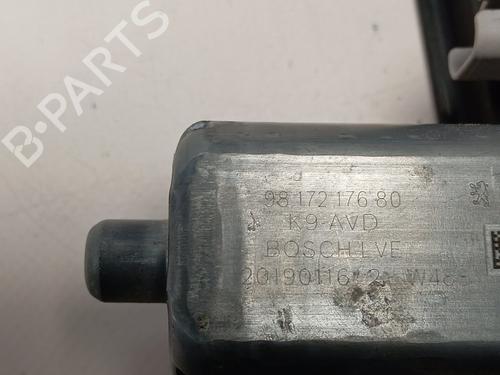 B-PARTS
98 172 176 80
K9-AVD
BOSCH LVE
20190116